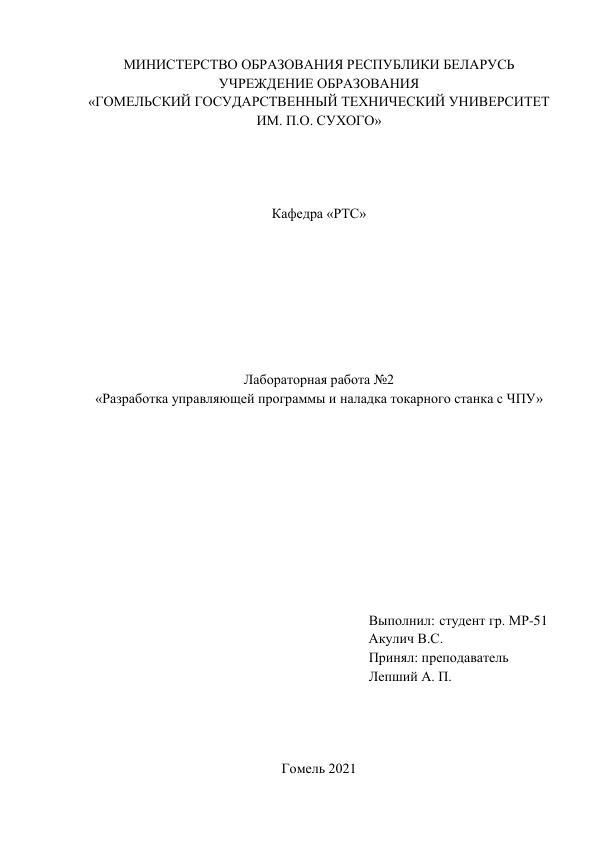 МИНИСТЕРСТВО ОБРАЗОВАНИЯ РЕСПУБЛИКИ БЕЛАРУСЬ
УЧРЕЖДЕНИЕ ОБРАЗОВАНИЯ
«ГОМЕЛЬСКИЙ ГОСУДАРСТВЕННЫЙ ТЕХНИЧЕСКИЙ УНИВЕРСИТЕТ
ИМ. П.О. СУХОГО»
Кафедра «РТС»
Лабораторная работа №2
«Разработка управляющей программы и наладка токарного станка с ЧПУ»
Выполнил: студент гр. МР-51
Акулич В.С.
Принял: преподаватель
Лепший А. П.
Гомель 2021